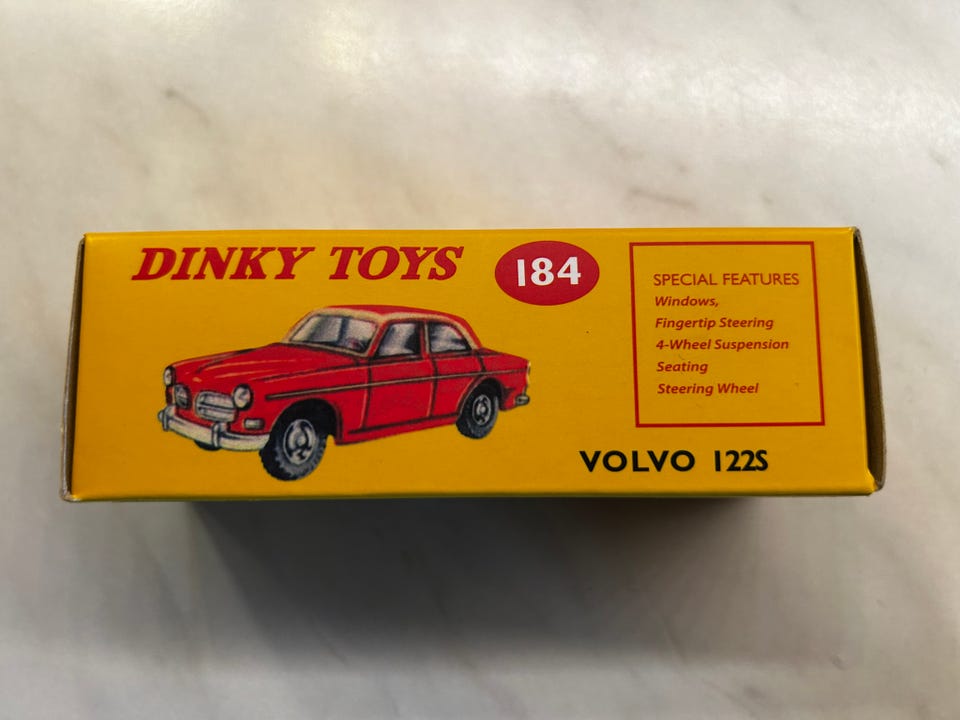 DINKY TOYS
184
SPECIAL FEATURES
Windows,
Fingertip Steering
4-Wheel Suspension
Seating
Steering Wheel
VOLVO 122S